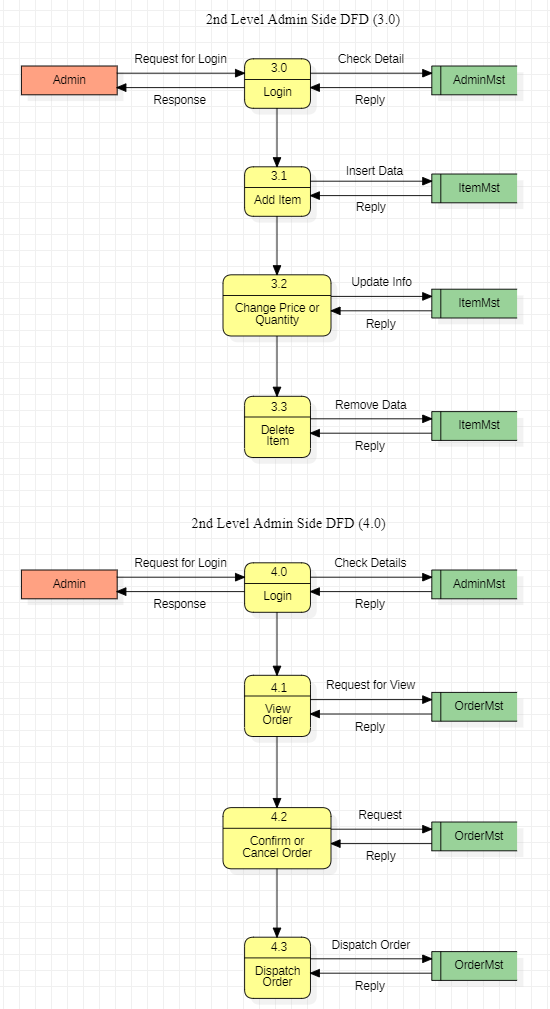 2nd Level Admin Side DFD (3.0)
Request for Login
3.0
Check Detail
Admin
Login
AdminMst
Response
Reply
3.1
Insert Data
Add Item
ItemMst
Reply
3.2
Update Info
Change Price or
Quantity
ItemMst
Reply
3.3
Remove Data
Delete
Item
ItemMst
Reply
2nd Level Admin Side DFD (4.0)
Request for Login
4.0
Check Details
Admin
Login
AdminMst
Response
Reply
4.1
Request for View
View
Order
OrderMst
Reply
4.2
Request
Confirm or
Cancel Order
OrderMst
Reply
4.3
Dispatch Order
Dispatch
Order
OrderMst
Reply